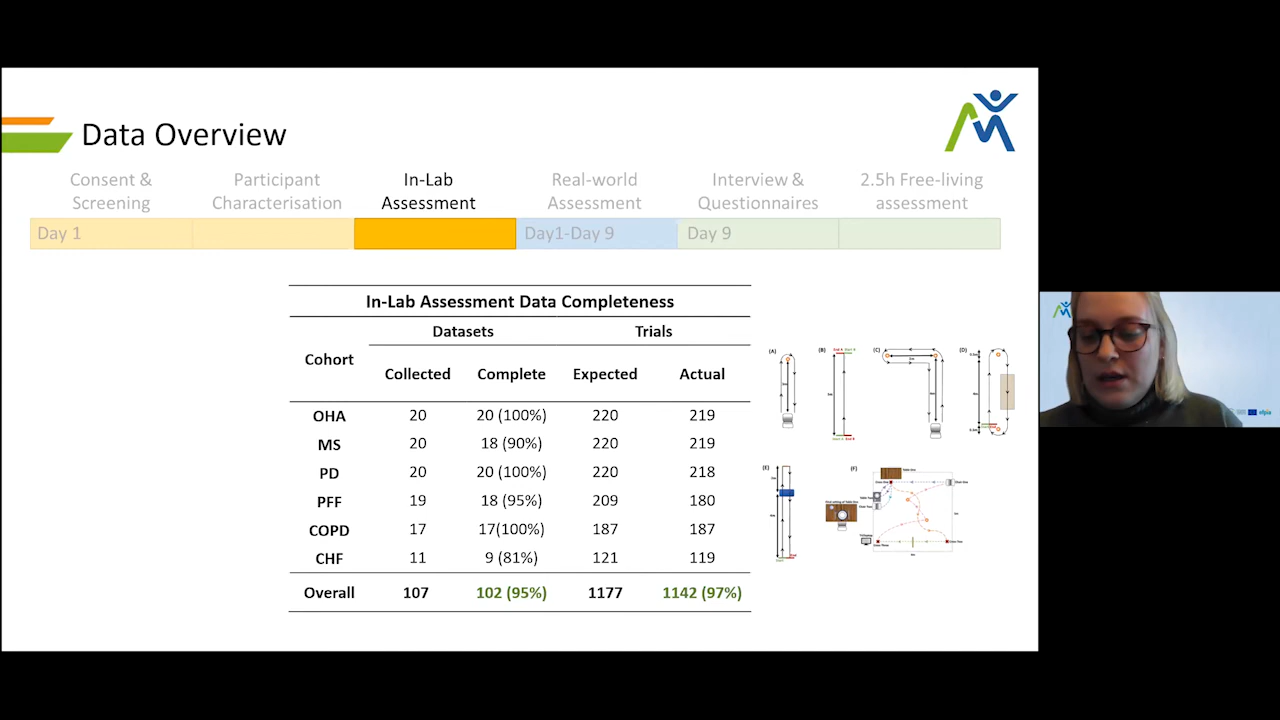 Data Overview
Consent &
Screening
Participant
Characterisation
In-Lab
Assessment
Real-world
Assessment
Interview &
Questionnaires
2.5h Free-living
assessment
Day 1
Day1-Day 9
Day 9
In-Lab Assessment Data Completeness
Cohort
Datasets
Trials
Collected Complete Expected Actual
OHA 20 20 (100%) 220 219
MS 20 18 (90%) 220 219
PD 20 20 (100%) 220 218
PFF 19 18 (95%) 209 180
COPD 17 17(100%) 187 187
CHF 11 9 (81%) 121 119
Overall 107 102 (95%) 1177 1142 (97%)
(A)
(B)
(C)
(D)
(E)
(F)
efpia